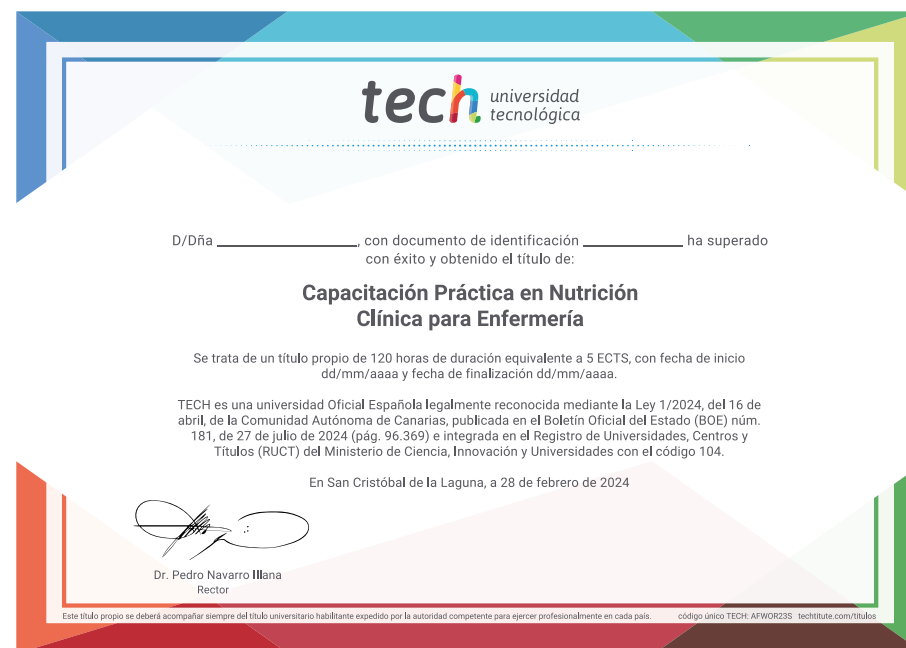 tech universidad
tecnológica
D/Dña ____________, con documento de identificación ____________ ha superado
con éxito y obtenido el título de:
Capacitación Práctica en Nutrición
Clínica para Enfermería
Se trata de un título propio de 120 horas de duración equivalente a 5 ECTS, con fecha de inicio
dd/mm/aaaa y fecha de finalización dd/mm/aaaa.
TECH es una universidad Oficial Española legalmente reconocida mediante la Ley 1/2024, del 16 de
abril, de la Comunidad Autónoma de Canarias, publicada en el Boletín Oficial del Estado (BOE) núm.
181, de 27 de julio de 2024 (pág. 96.369) e integrada en el Registro de Universidades, Centros y
Títulos (RUCT) del Ministerio de Ciencia, Innovación y Universidades con el código 104.
En San Cristóbal de la Laguna, a 28 de febrero de 2024
Dr. Pedro Navarro Illana
Rector
Este título propio se deberá acompañar siempre del título universitario habilitante expedido por la autoridad competente para ejercer profesionalmente en cada país. código único TECH: AFWOR23S techtitute.com/titulos